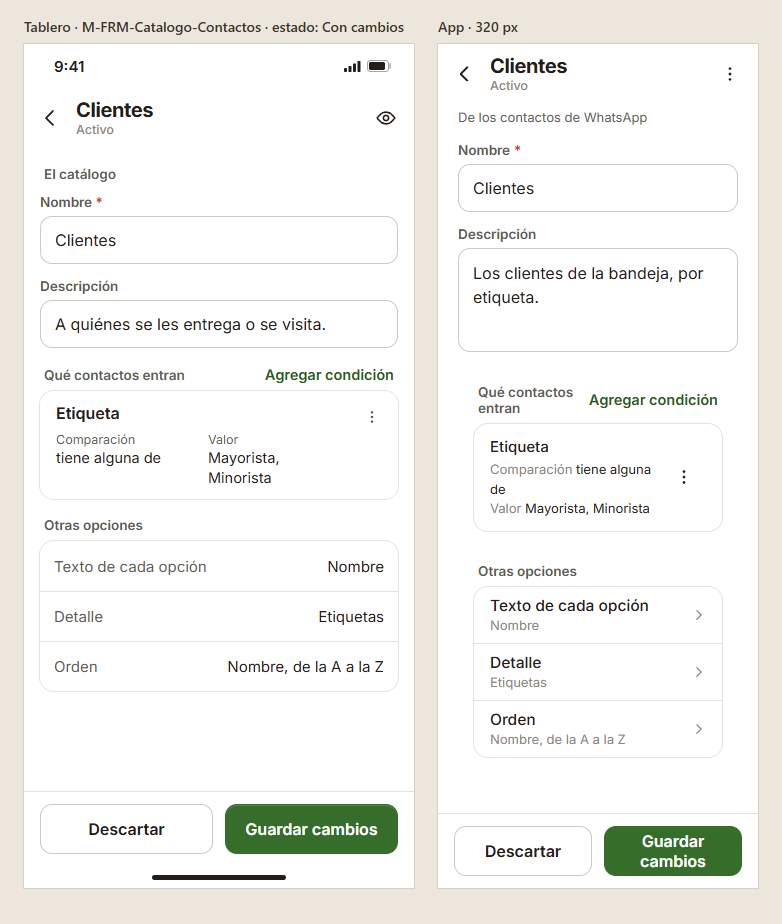 Tablero · M-FRM-Catalogo-Contactos · estado: Con cambios
9:41
Clientes
Activo
El catálogo
Nombre *
Clientes
Descripción
A quiénes se les entrega o se visita.
Qué contactos entran
Agregar condición
Etiqueta
Comparación
tiene alguna de
Valor
Mayorista,
Minorista
Otras opciones
Texto de cada opción
Nombre
Detalle
Etiquetas
Orden
Nombre, de la A a la Z
Descartar
Guardar cambios
App · 320 px
Clientes
Activo
De los contactos de WhatsApp
Nombre *
Clientes
Descripción
Los clientes de la bandeja, por
etiqueta.
Qué contactos
entran
Agregar condición
Etiqueta
Comparación tiene alguna
de
Valor Mayorista, Minorista
Otras opciones
Texto de cada opción
Nombre
Detalle
Etiquetas
Orden
Nombre, de la A a la Z
Descartar
Guardar
cambios